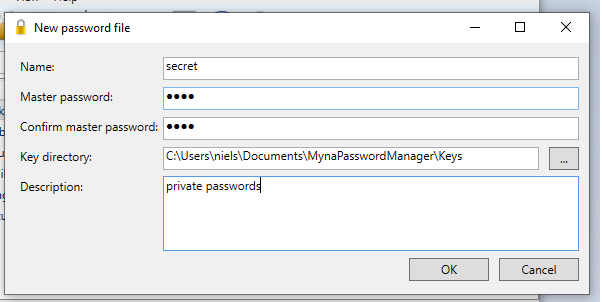 New password file
Name:
secret
Master password:
●●●●
Confirm master password:
●●●●
Key directory:
C:\Users\niels\Documents\MynaPasswordManager\Keys
...
Description:
private passwords
OK
Cancel